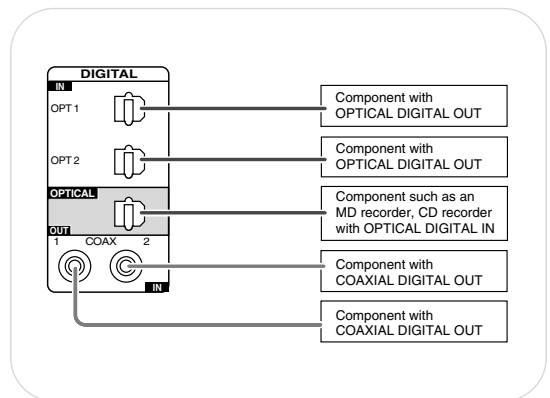 DIGITAL
IN
OPT 1
OPT 2
OPTICAL
OUT
1 COAX 2
IN
Component with
OPTICAL DIGITAL OUT
Component with
OPTICAL DIGITAL OUT
Component such as an
MD recorder, CD recorder
with OPTICAL DIGITAL IN
Component with
COAXIAL DIGITAL OUT
Component with
COAXIAL DIGITAL OUT